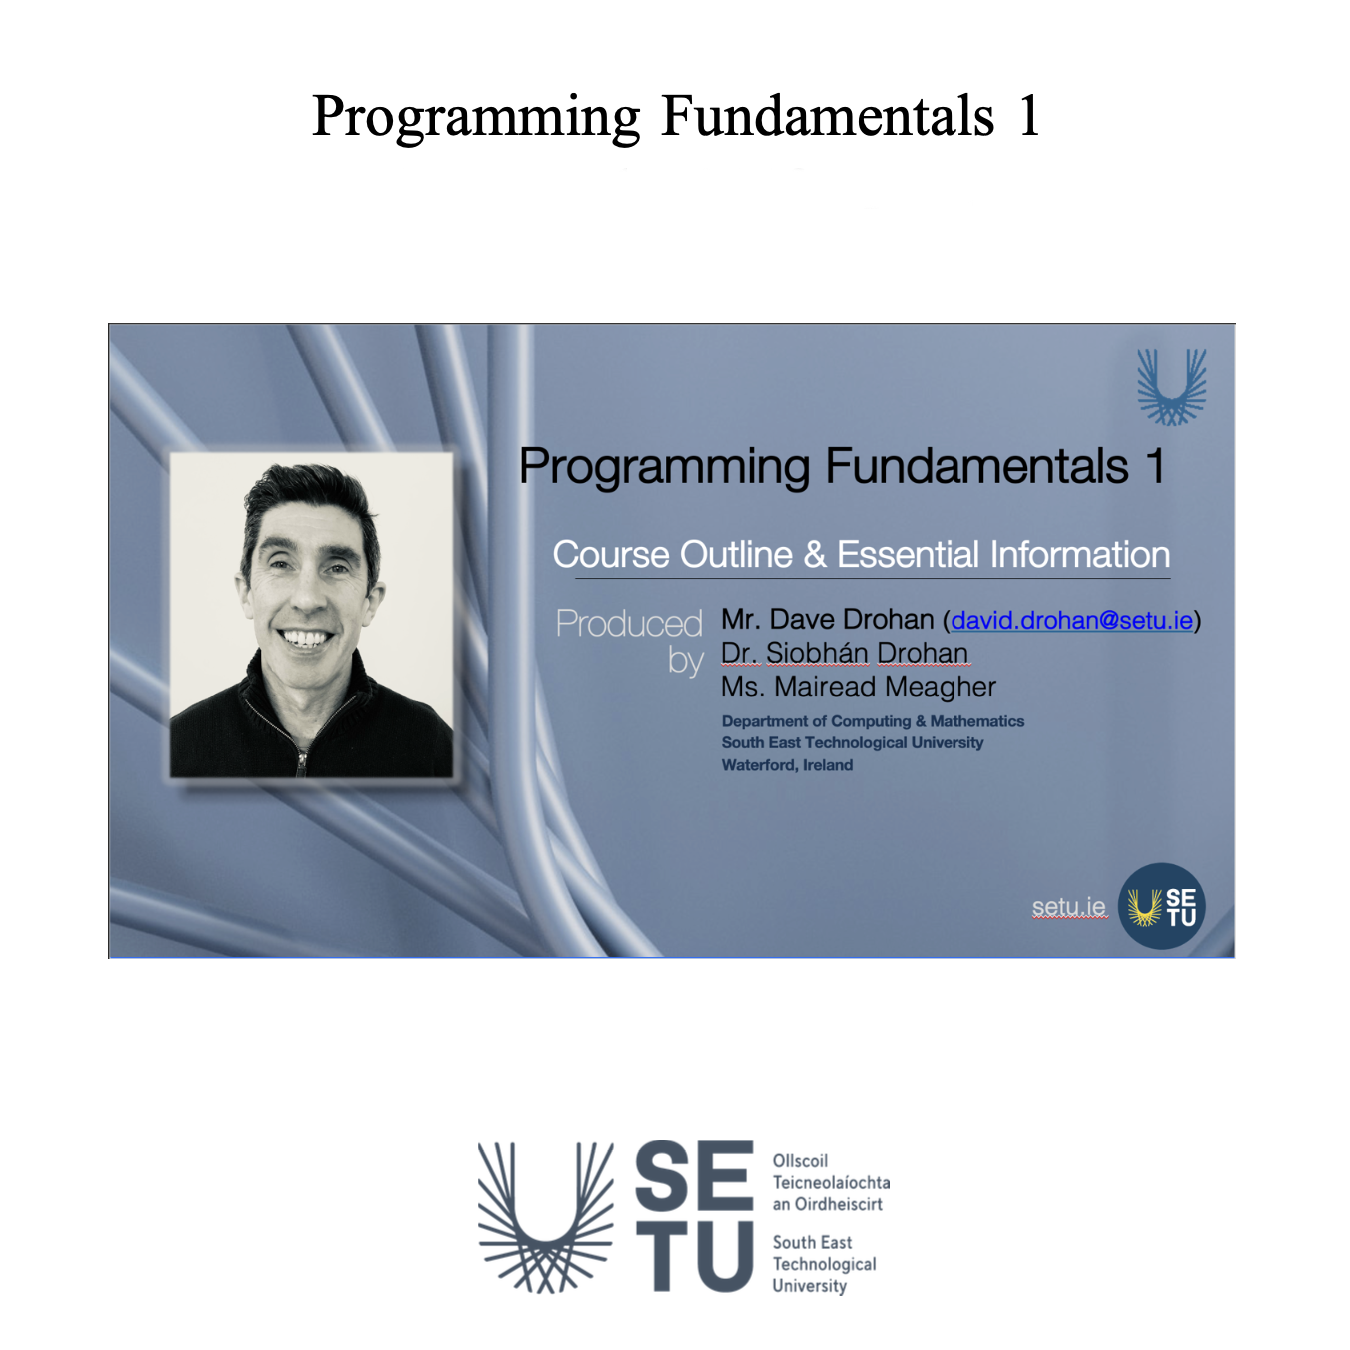 Programming Fundamentals 1
Programming Fundamentals 1
Course Outline & Essential Information
Produced by
Mr. Dave Drohan (david.drohan@setu.ie)
Dr. Siobhán Drohan
Ms. Mairead Meagher
Department of Computing & Mathematics
South East Technological University
Waterford, Ireland
setu.ie
SE
TU
SE
TU
Ollscoil
Teicneolaíochta
an Oirdheiscirt
South East
Technological
University